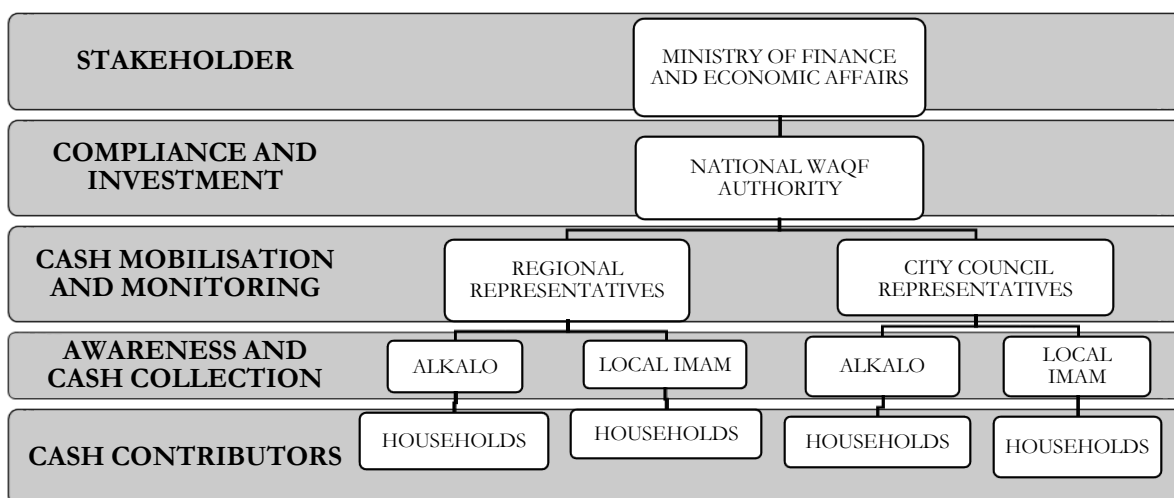 STAKEHOLDER
MINISTRY OF FINANCE
AND ECONOMIC AFFAIRS
COMPLIANCE AND
INVESTMENT
NATIONAL WAQF
AUTHORITY
CASH MOBILISATION
AND MONITORING
REGIONAL
REPRESENTATIVES
CITY COUNCIL
REPRESENTATIVES
AWARENESS AND
CASH COLLECTION
ALKALO
LOCAL IMAM
ALKALO
LOCAL
IMAM
CASH CONTRIBUTORS
HOUSEHOLDS
HOUSEHOLDS
HOUSEHOLDS
HOUSEHOLDS